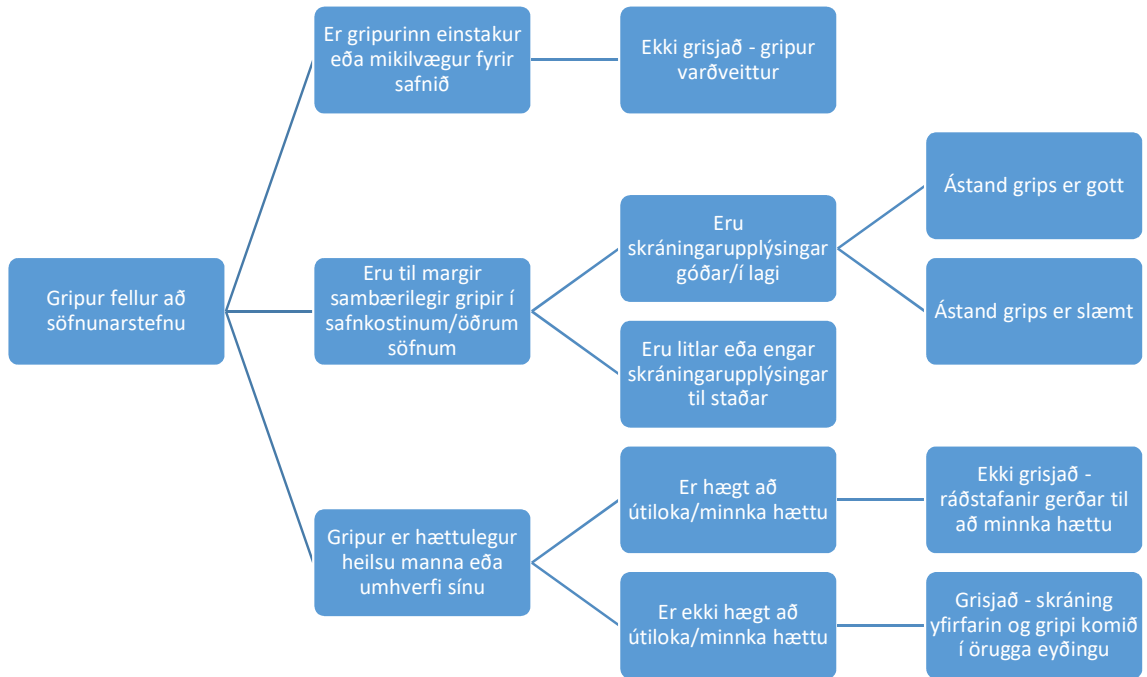 Er gripurinn einstakur
eða mikilvægur fyrir
safnið
Ekki grisjað - gripur
varðveittur
Gripur fellur að
söfnunarstefnu
Eru til margir
sambærilegir gripir í
safnkostinum/öðrum
söfnum
Eru
skráningarupplýsingar
góðar/í lagi
Ástand grips er gott
Ástand grips er slæmt
Eru litlar eða engar
skráningarupplýsingar
til staðar
Gripur er hættulegur
heilsu manna eða
umhverfi sínu
Er hægt að
útiloka/minnka hættu
Ekki grisjað -
ráðstafanir gerðar til
að minnka hættu
Er ekki hægt að
útiloka/minnka hættu
Grisjað - skráning
yfirfarin og gripi komið
í örugga eyðingu